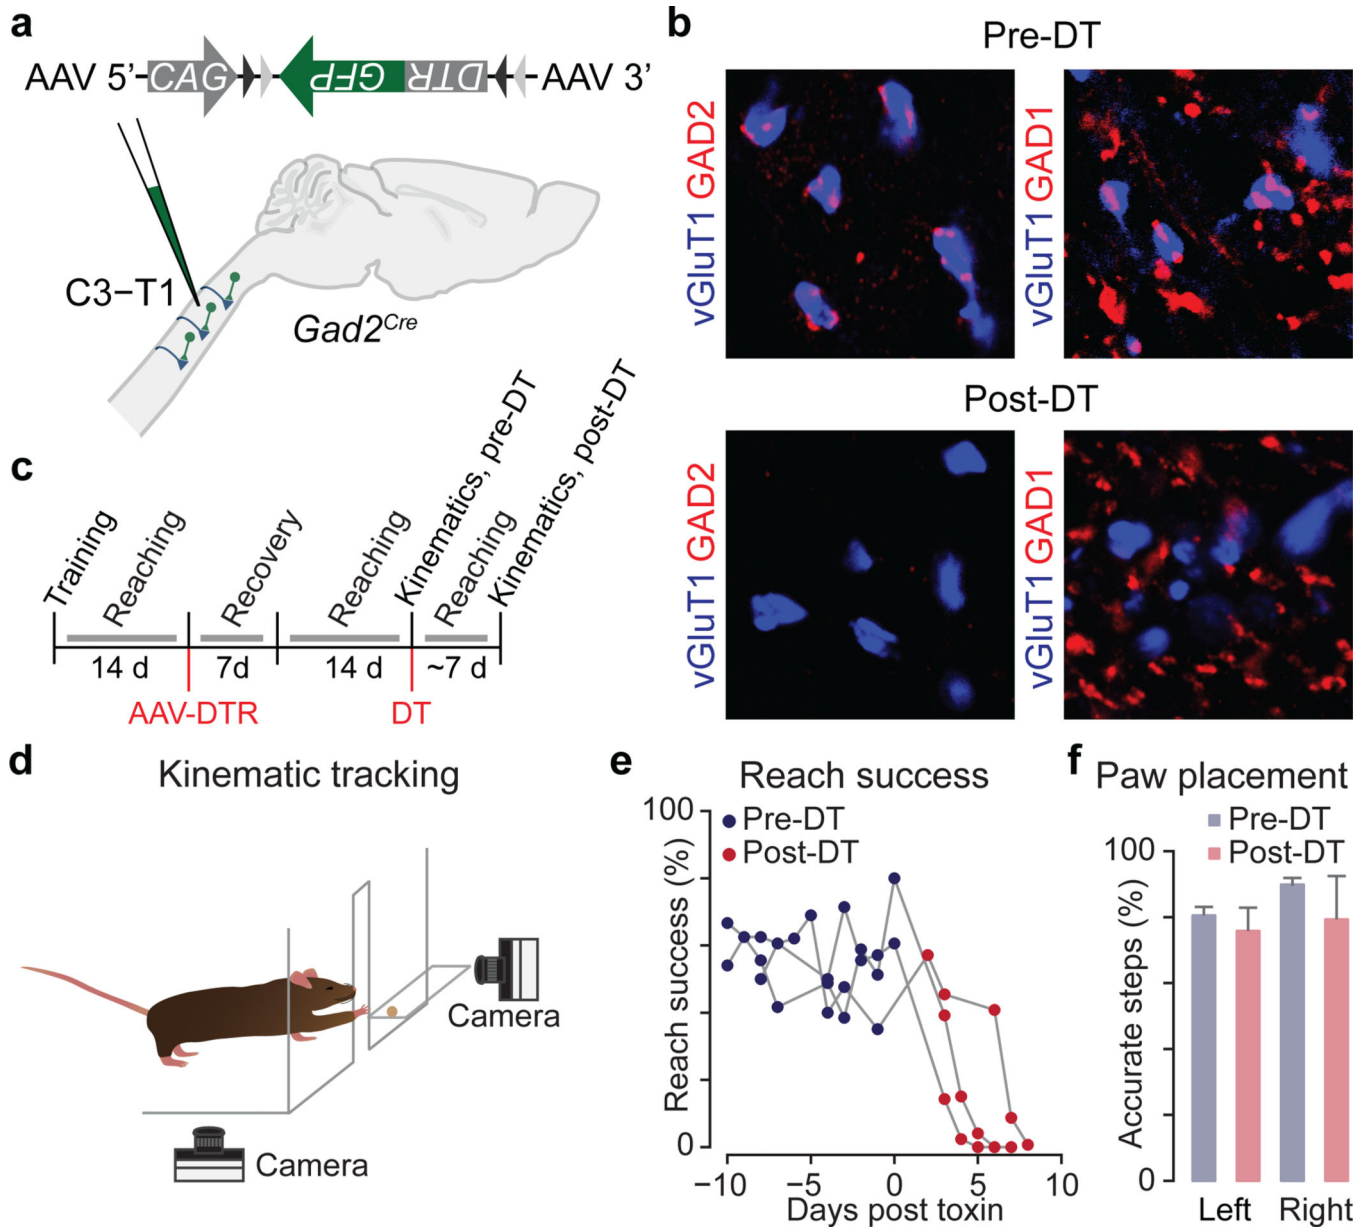 a
AAV 5’ CAG GFP DTR AAV 3’
C3–T1
Gad2Cre
b
Pre-DT
vGluT1 GAD2
vGluT1 GAD1
Post-DT
vGluT1 GAD2
vGluT1 GAD1
c
Training
Reaching
Recovery
Reaching
Kinematics, pre-DT
Reaching
Kinematics, post-DT
14 d 7d 14 d ~7 d
AAV-DTR DT
d
Kinematic tracking
Camera
Camera
e
Reach success
Pre-DT
Post-DT
Reach success (%)
100
0
−10 −5 0 5 10
Days post toxin
f
Paw placement
Pre-DT
Post-DT
Accurate steps (%)
100
0
Left Right